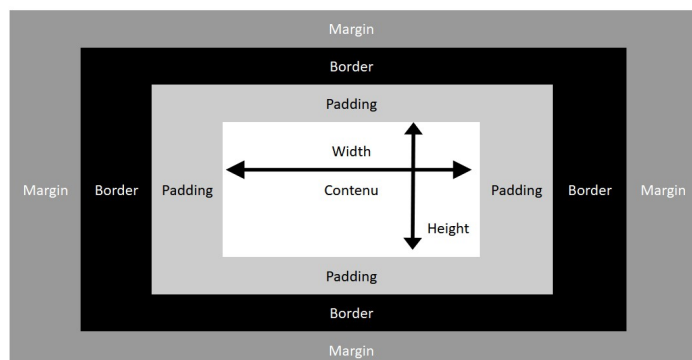 Margin
Border
Padding
Width
Margin Border Padding Contenu Padding Border Margin
Height
Padding
Border
Margin